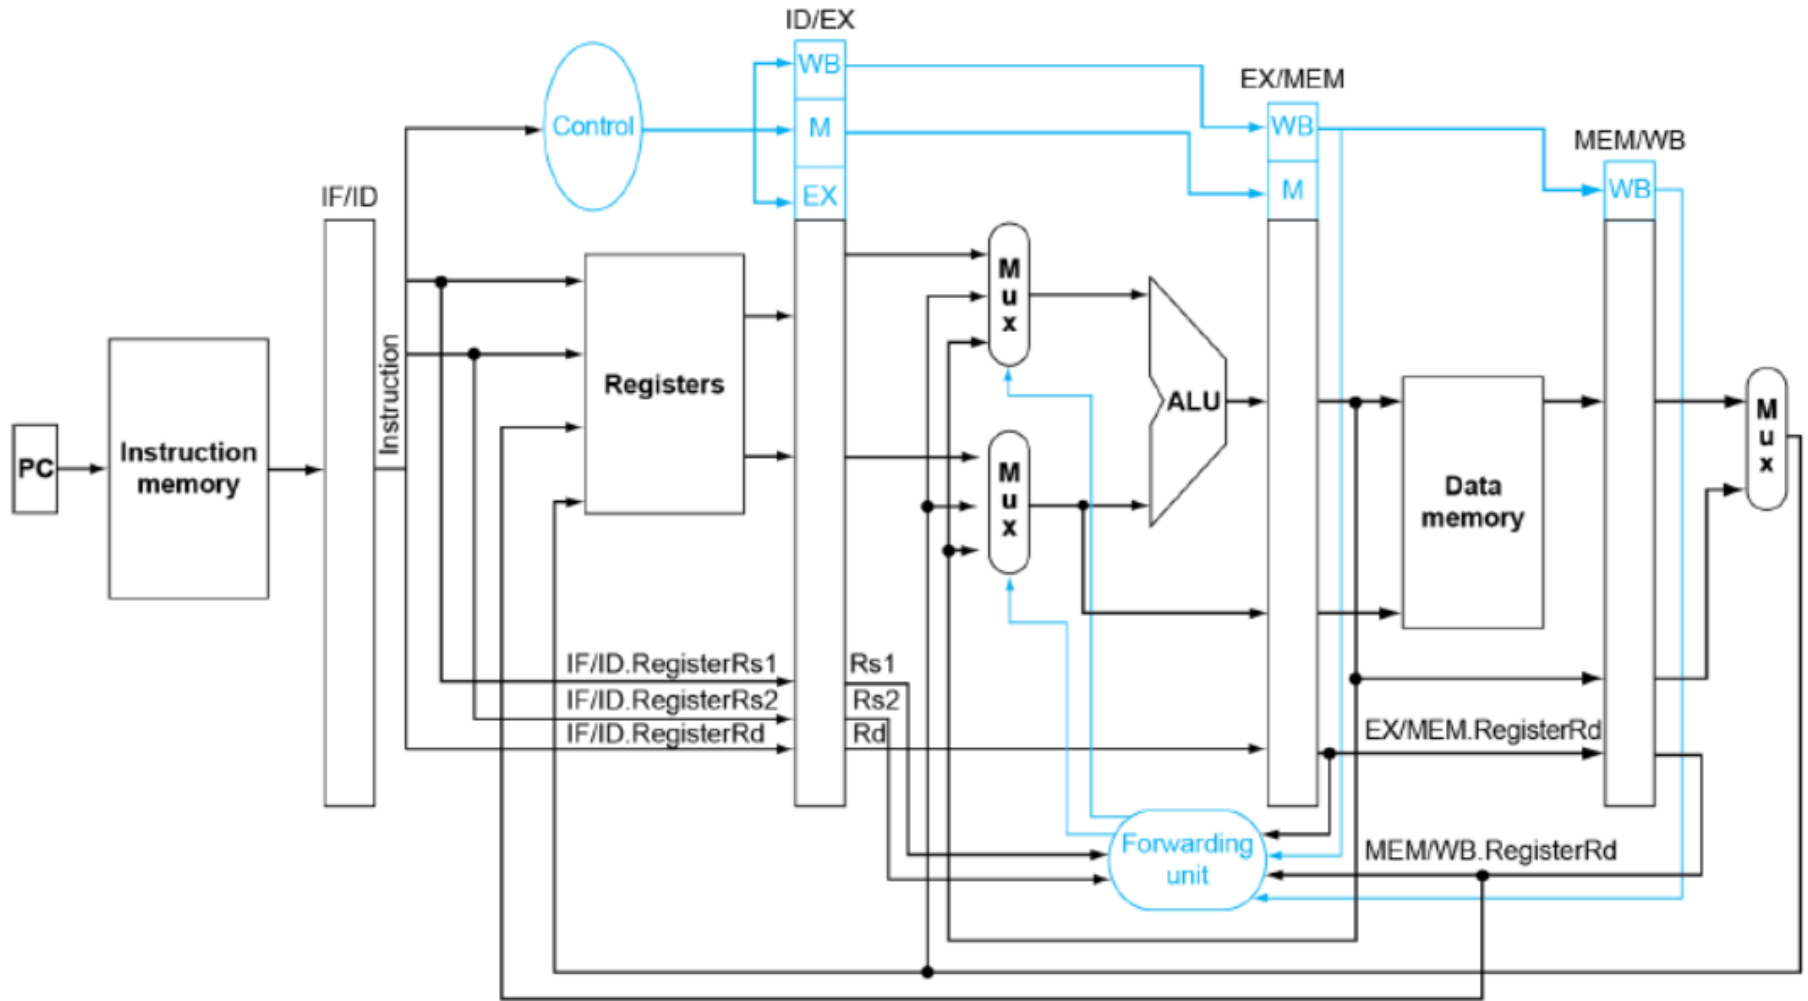 ID/EX
WB
EX/MEM
Control
M
WB
MEM/WB
IF/ID
EX
M
WB
M
u
x
Instruction
Registers
ALU
M
u
x
PC
Instruction
memory
M
u
x
Data
memory
IF/ID.RegisterRs1
Rs1
IF/ID.RegisterRs2
Rs2
IF/ID.RegisterRd
Rd
EX/MEM.RegisterRd
Forwarding
unit
MEM/WB.RegisterRd